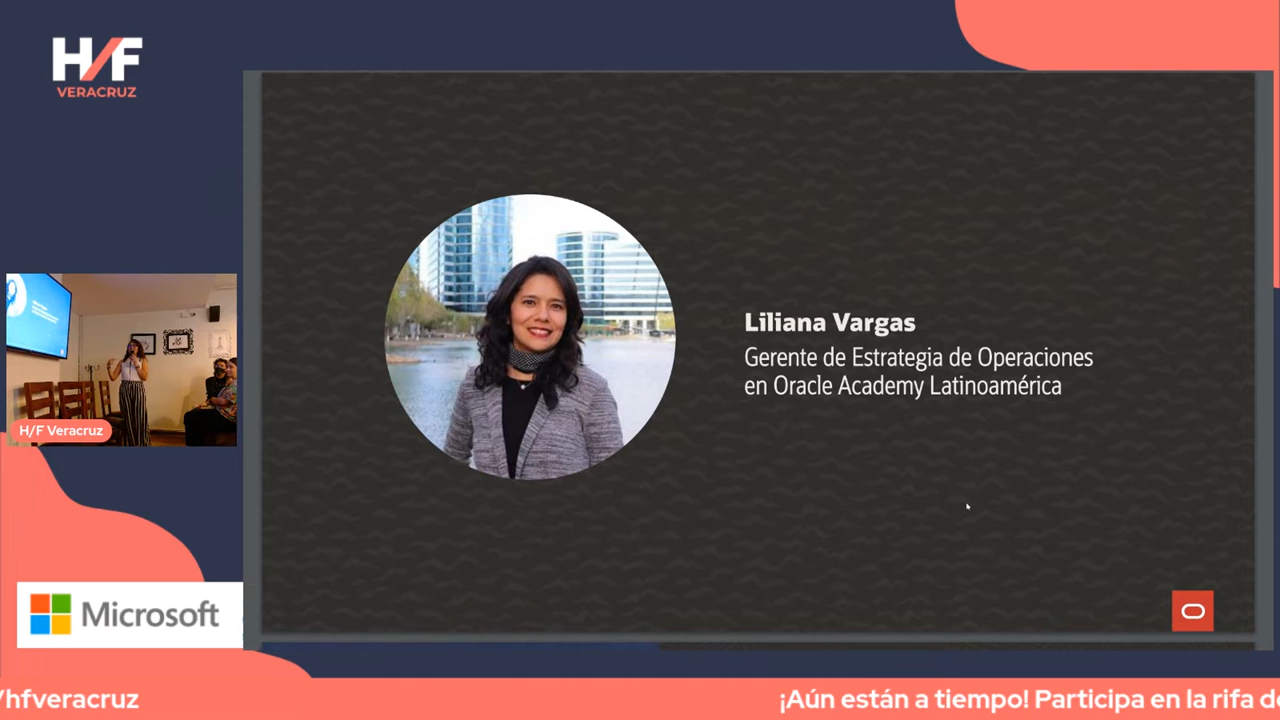 H/F
VERACRUZ
Liliana Vargas
Gerente de Estrategia de Operaciones
en Oracle Academy Latinoamérica
H/F Veracruz
Microsoft
/hfveracruz
¡Aún están a tiempo! Participa en la rifa de